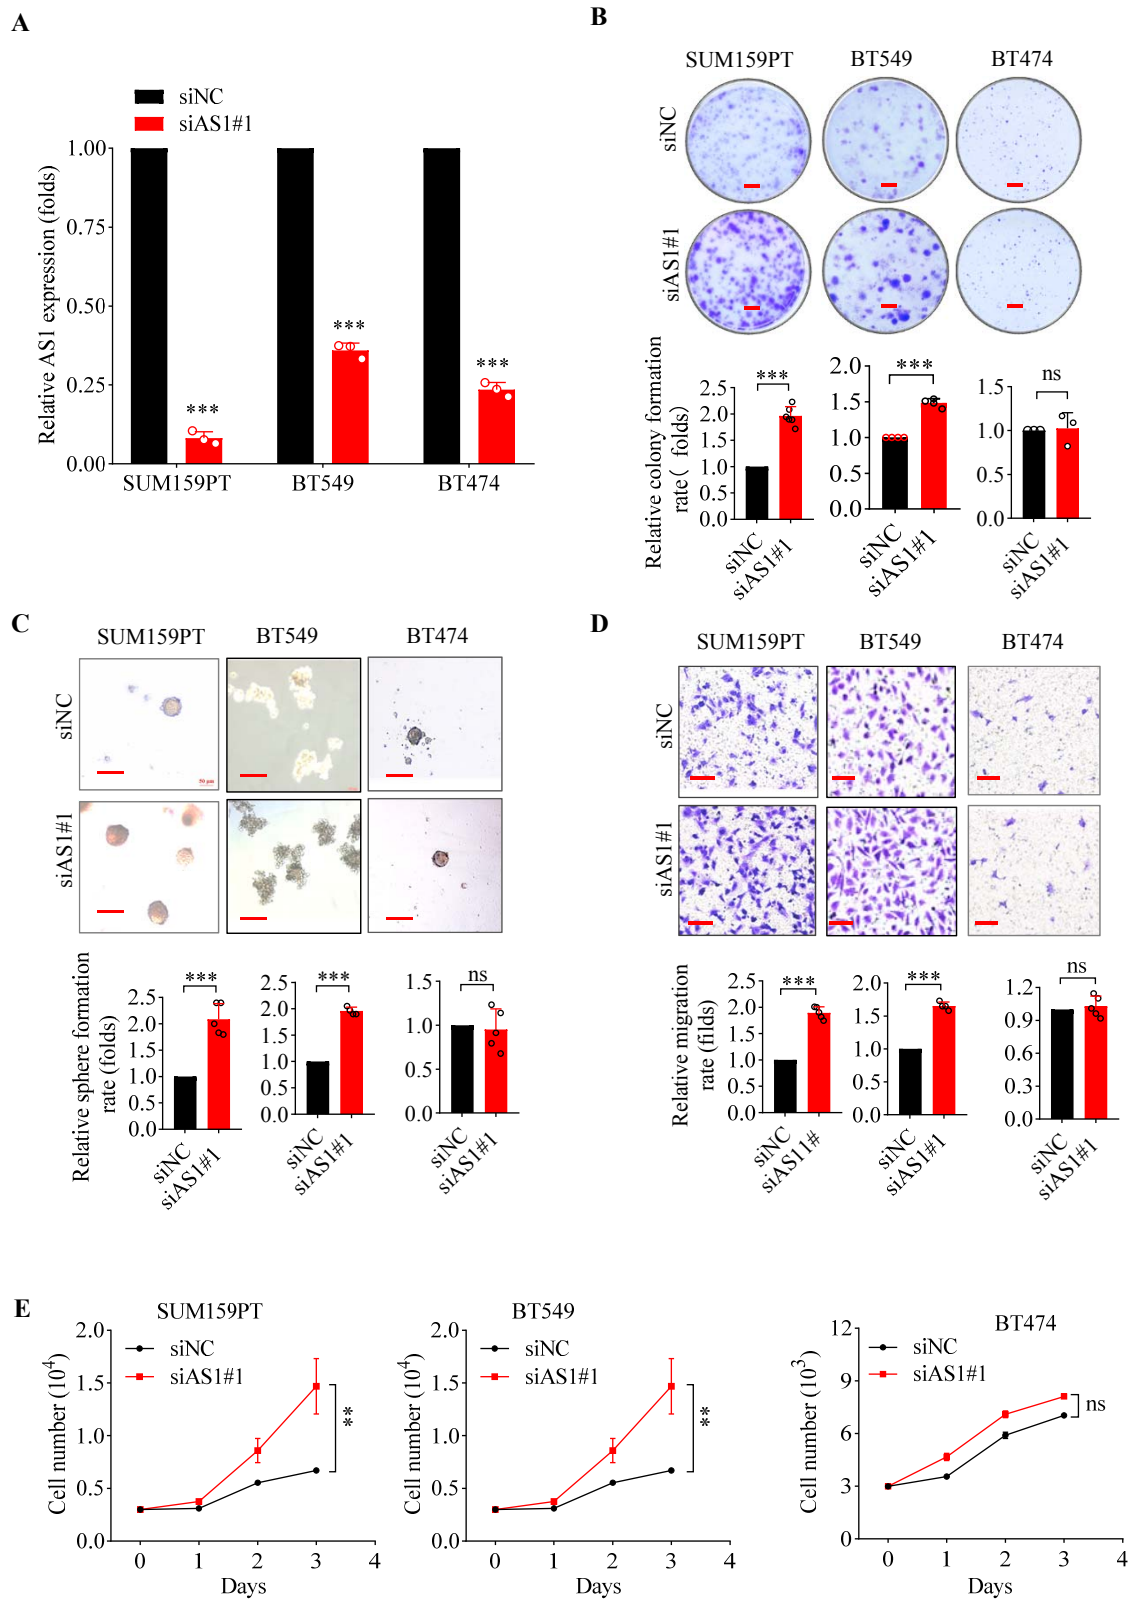 A
siNC
siAS1#1
Relative AS1 expression (folds)
1.00
0.75
0.50
0.25
0.00
***
***
***
SUM159PT
BT549
BT474
B
SUM159PT
BT549
BT474
siNC
siAS1#1
Relative colony formation
rate( folds)
2.5
2.0
1.5
1.0
0.5
0.0
***
siNC
siAS1#1
2.0
1.5
1.0
0.5
0.0
***
siNC
siAS1#1
1.5
1.0
0.5
0.0
ns
siNC
siAS1#1
C
SUM159PT
BT549
BT474
siNC
50 μm
siAS1#1
Relative sphere formation
rate (folds)
2.5
2.0
1.5
1.0
0.5
0.0
***
siNC
siAS1#1
2.5
2.0
1.5
1.0
0.5
0.0
***
siNC
siAS1#1
1.5
1.0
0.5
0.0
ns
siNC
siAS1#1
D
SUM159PT
BT549
BT474
siNC
siAS1#1
Relative migration
rate (filds)
2.5
2.0
1.5
1.0
0.5
0.0
***
siNC
siAS11#
2.0
1.5
1.0
0.5
0.0
***
siNC
siAS1#1
1.2
0.9
0.6
0.3
0.0
ns
siNC
siAS1#1
E
SUM159PT
siNC
siAS1#1
Cell number (10⁴)
2.0
1.5
1.0
0.5
0.0
**
0 1 2 3 4
Days
BT549
siNC
siAS1#1
Cell number (10⁴)
2.0
1.5
1.0
0.5
0.0
**
0 1 2 3 4
Days
BT474
siNC
siAS1#1
Cell number (10³)
12
9
6
3
0
ns
0 1 2 3 4
Days